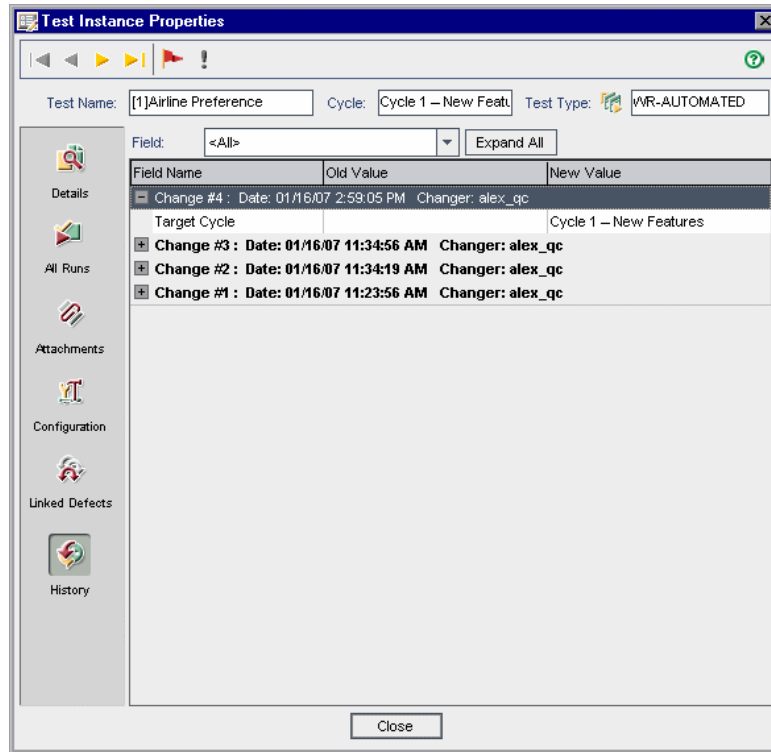 Test Instance Properties
Test Name: [1]Airline Preference Cycle: Cycle 1 – New Featu Test Type: WR-AUTOMATED
Field: <All> Expand All
Details
All Runs
Attachments
Configuration
Linked Defects
History
Field Name Old Value New Value
Change #4 : Date: 01/16/07 2:59:05 PM Changer: alex_qc
Target Cycle Cycle 1 – New Features
Change #3 : Date: 01/16/07 11:34:56 AM Changer: alex_qc
Change #2 : Date: 01/16/07 11:34:19 AM Changer: alex_qc
Change #1 : Date: 01/16/07 11:23:56 AM Changer: alex_qc
Close